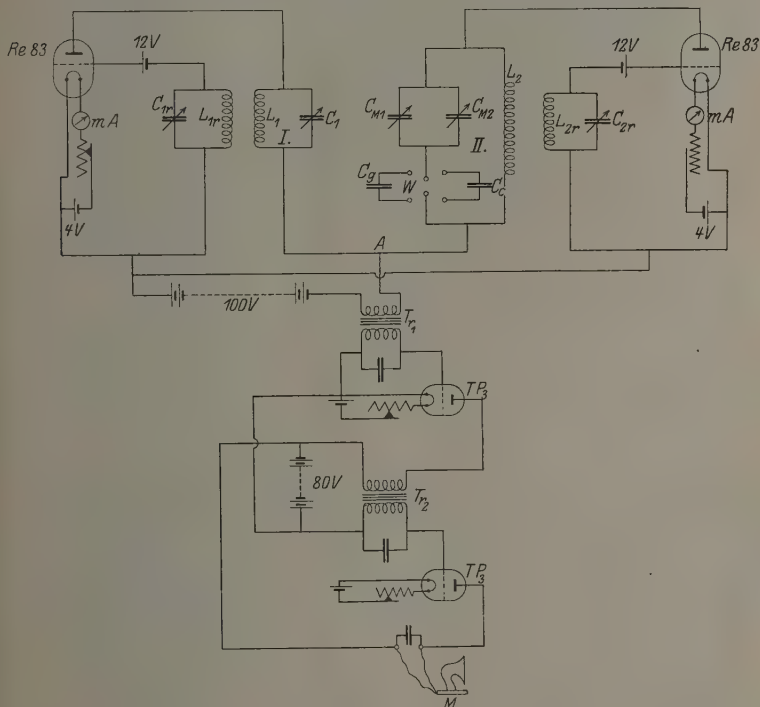 Re 83
12V
C1r
L1r
L1
I.
C1
mA
4V
CM1
CM2
L2
II.
Cg
W
Cc
12V
Re 83
L2r
C2r
mA
4V
A
100V
Tr1
TP3
80V
Tr2
TP3
M